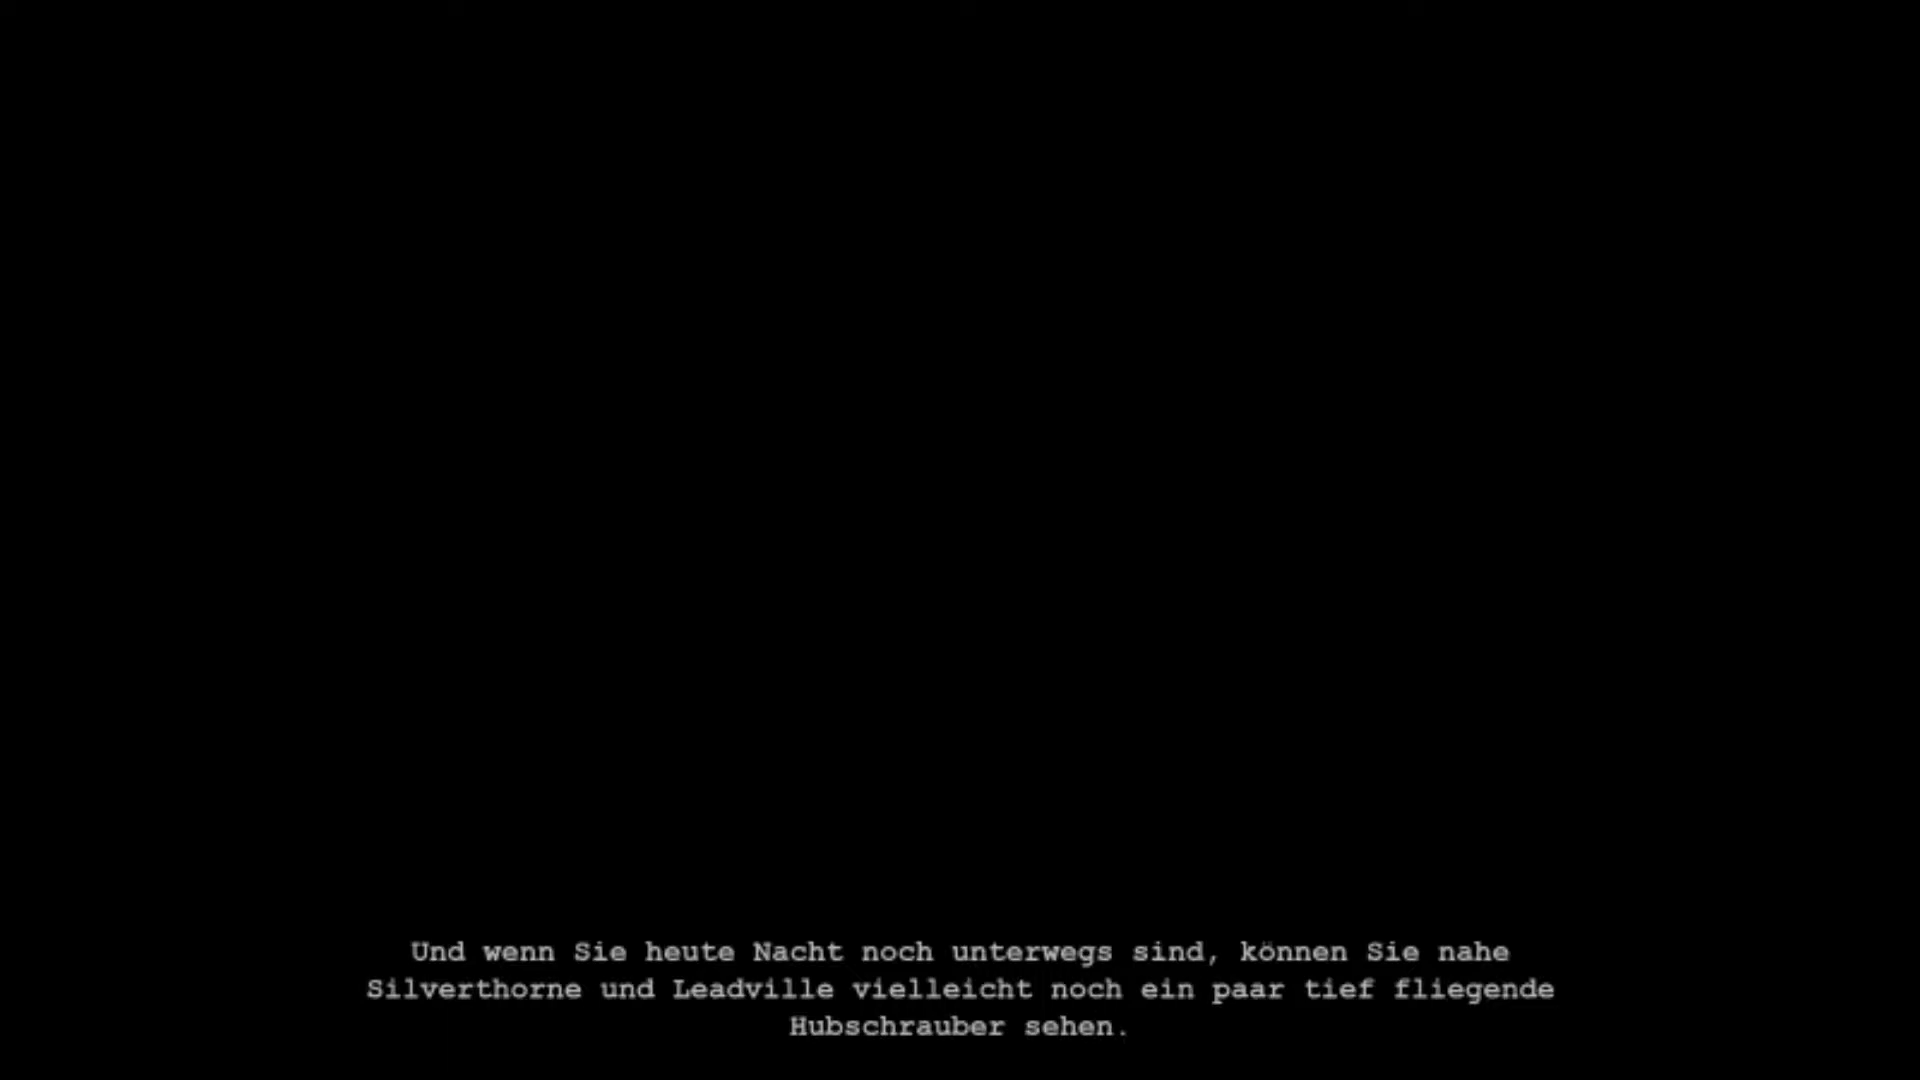 Und wenn Sie heute Nacht noch unterwegs sind, können Sie nahe
Silverthorne und Leadville vielleicht noch ein paar tief fliegende
Hubschrauber sehen.